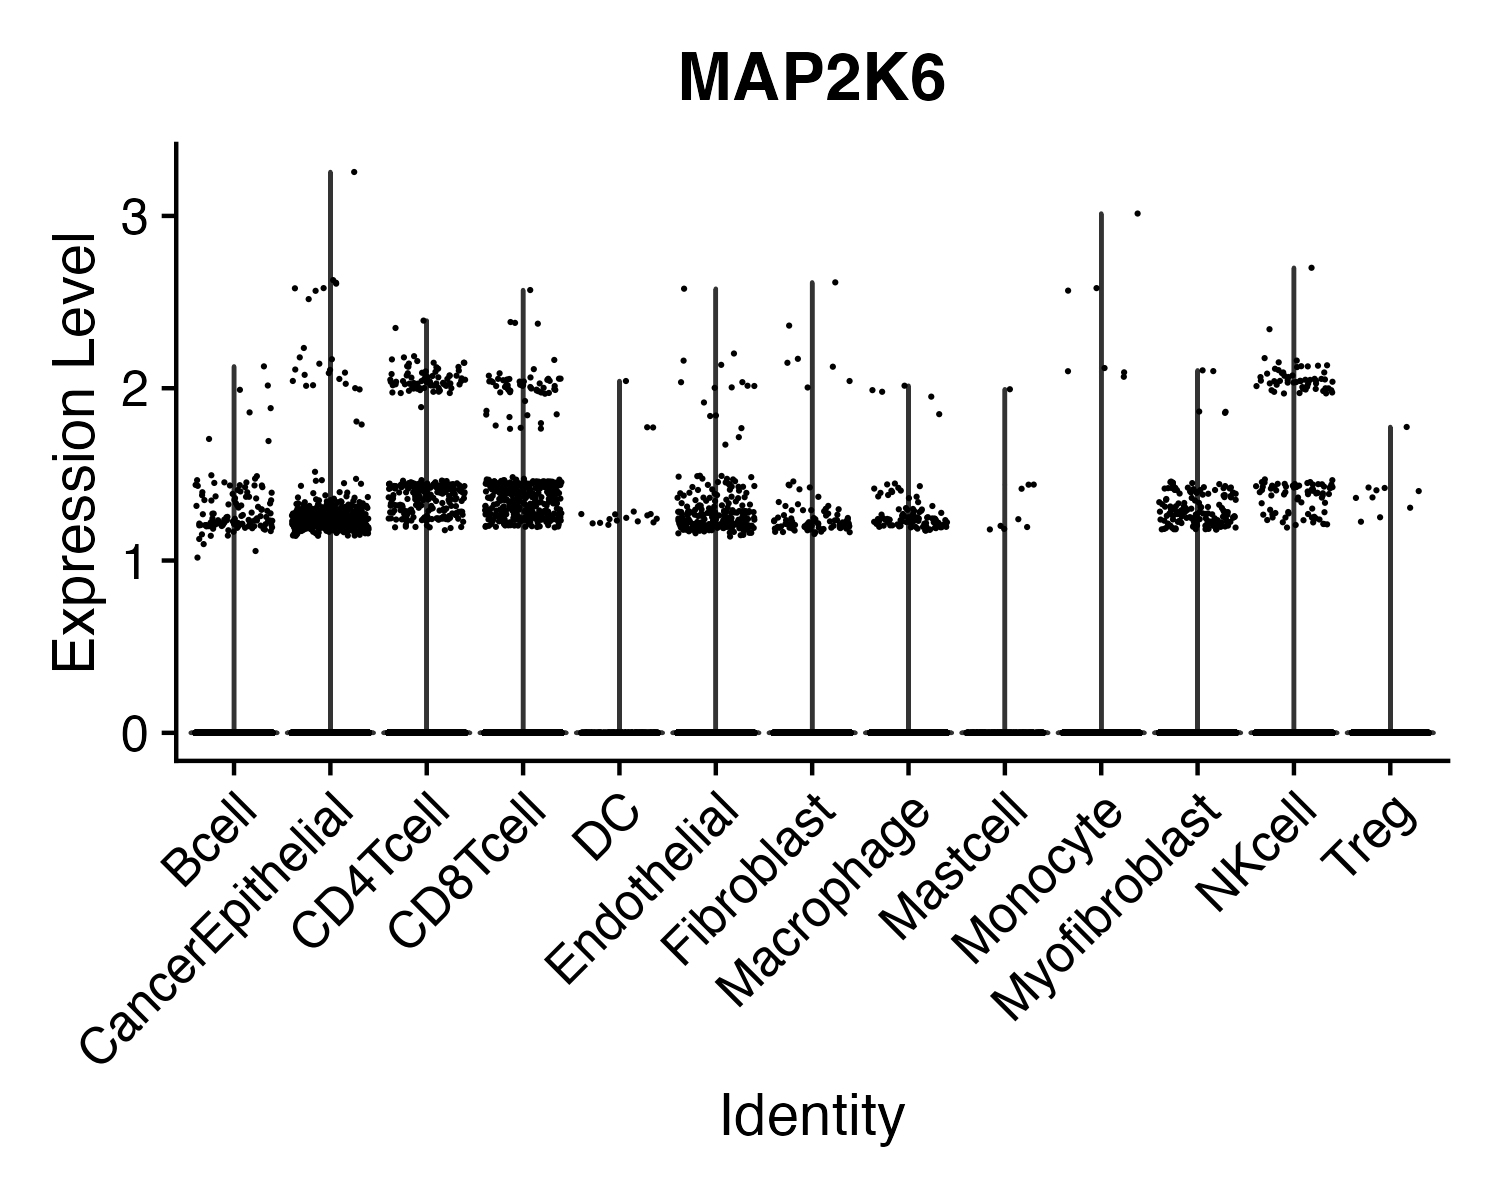 MAP2K6
Expression Level
3
2
1
0
Bcell
CancerEpithelial
CD4Tcell
CD8Tcell
DC
Endothelial
Fibroblast
Macrophage
Mastcell
Monocyte
Myofibroblast
NKcell
Treg
Identity